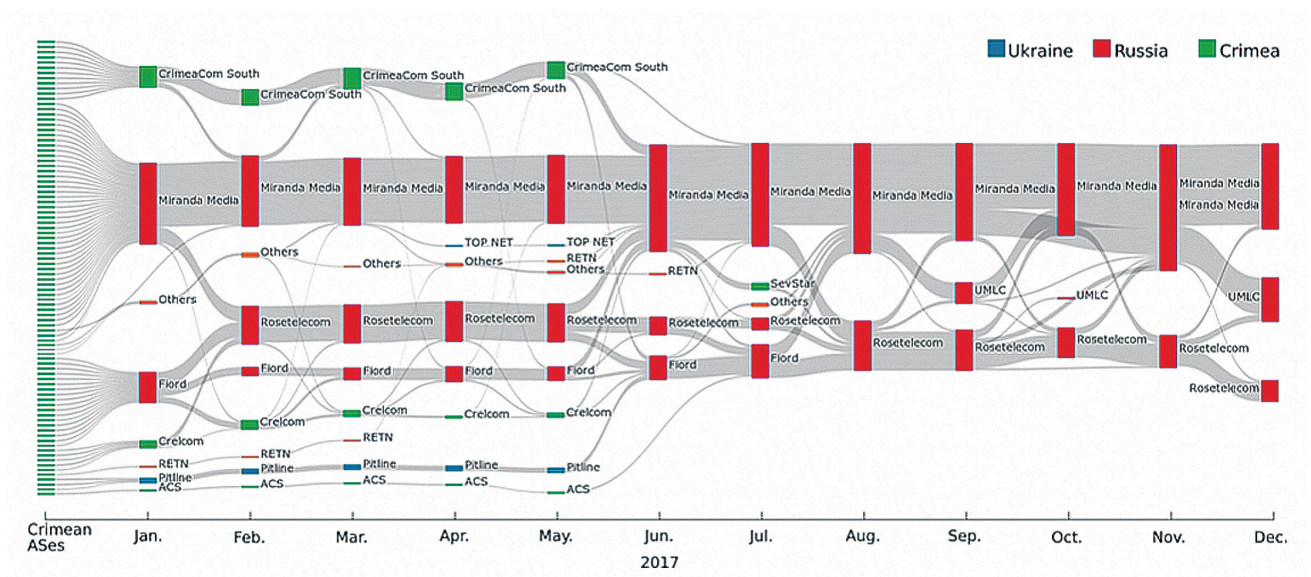 Ukraine
Russia
Crimea
CrimeaCom South
CrimeaCom South
CrimeaCom South
CrimeaCom South
CrimeaCom South
Miranda Media
Miranda Media
Miranda Media
Miranda Media
Miranda Media
Miranda Media
Miranda Media
Miranda Media
Miranda Media
Miranda Media
Miranda Media
Miranda Media
TOP NET
TOP NET
Others
Others
Others
RETN
Others
RETN
SevStar
Others
UMLC
UMLC
UMLC
Others
Rosetelecom
Rosetelecom
Rosetelecom
Rosetelecom
Rosetelecom
Rosetelecom
Rosetelecom
Rosetelecom
Rosetelecom
Rosetelecom
Rosetelecom
Fiord
Fiord
Fiord
Fiord
Fiord
Fiord
Fiord
Crelcom
Crelcom
Crelcom
Crelcom
Crelcom
RETN
RETN
RETN
Pitline
Pitline
Pitline
Pitline
Pitline
ACS
ACS
ACS
ACS
ACS
Crimean
ASes
Jan.
Feb.
Mar.
Apr.
May.
Jun.
Jul.
Aug.
Sep.
Oct.
Nov.
Dec.
2017